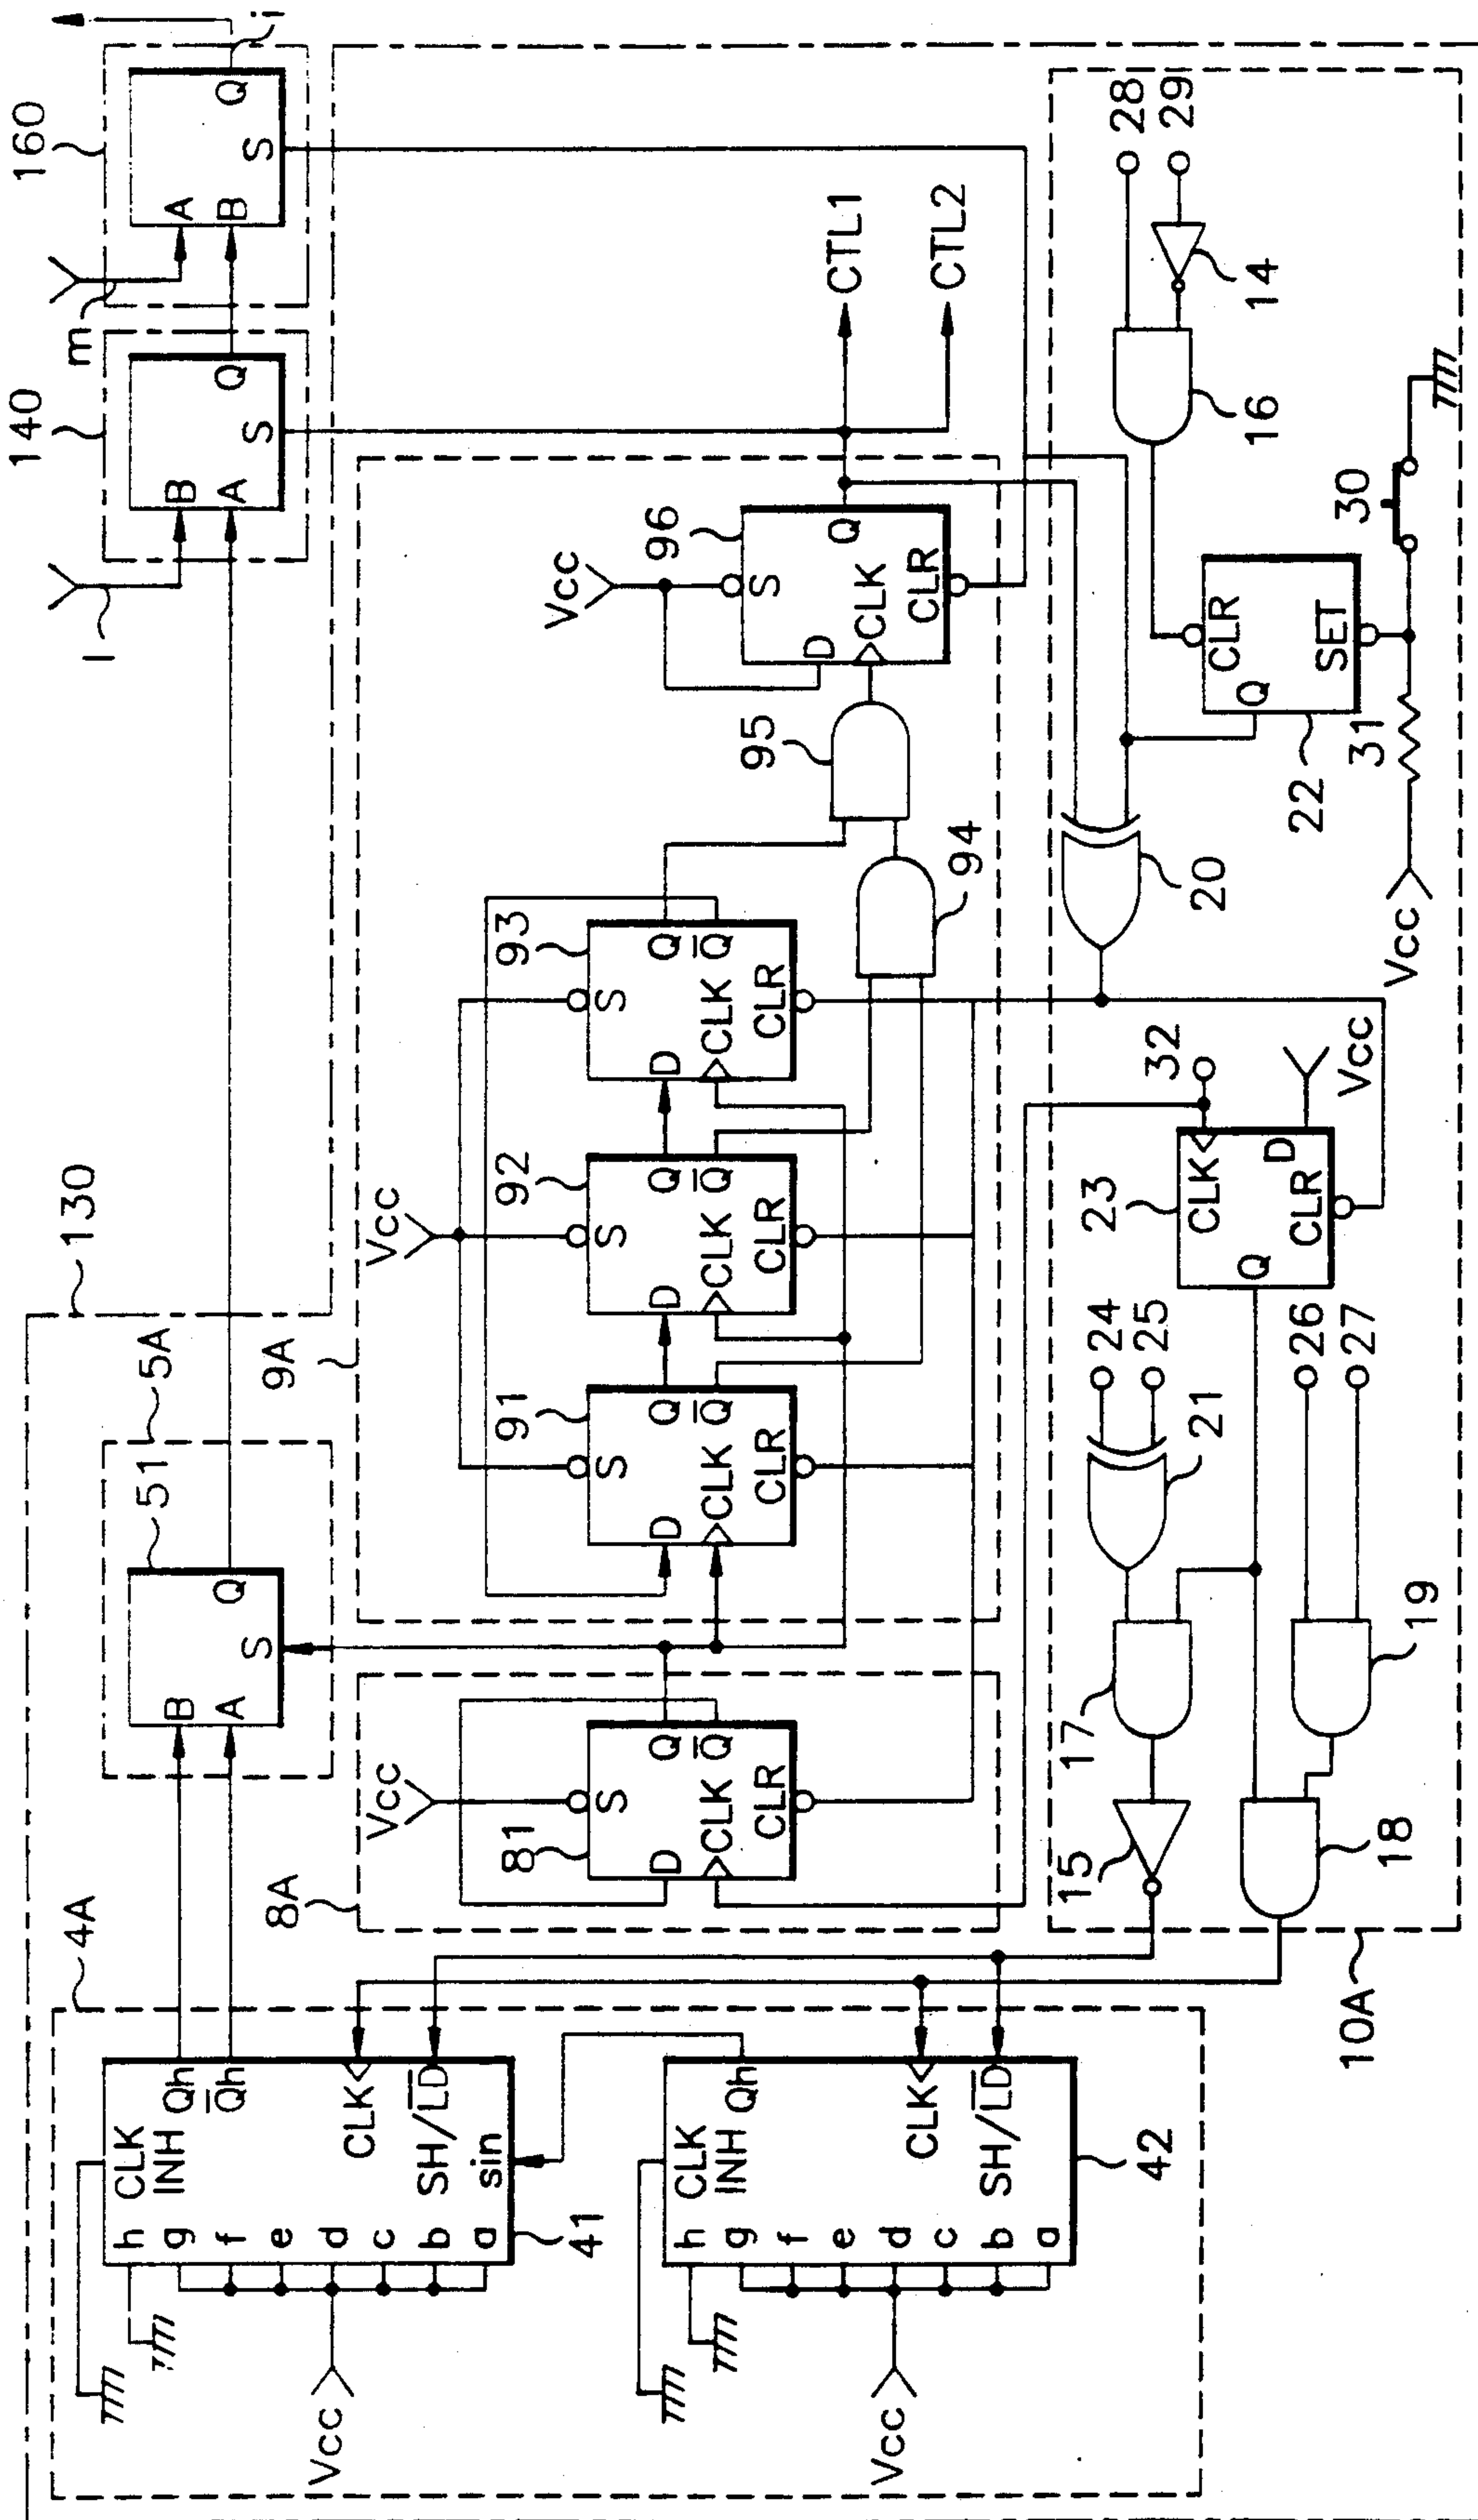 160
140
m
l
i
A
B
Q
S
B
A
Q
S
130
5A
51
B
A
Q
S
4A
h
g
f
e
d
c
b
a
CLK
INH
Qh
Qh
CLK
SH/LD
sin
41
Vcc
h
g
f
e
d
c
b
a
CLK
INH
Qh
CLK
SH/LD
42
Vcc
8A
Vcc
81
S
D
Q
Q
CLK
CLR
9A
Vcc
91
S
D
Q
Q
CLK
CLR
92
S
D
Q
Q
CLK
CLR
93
S
D
Q
Q
CLK
CLR
94
95
Vcc
96
S
D
Q
CLK
CLR
CTL1
CTL2
10A
15
17
21
24
25
18
19
26
27
23
CLK
Q
D
CLR
32
Vcc
20
22
CLR
Q
SET
16
14
28
29
30
31
Vcc